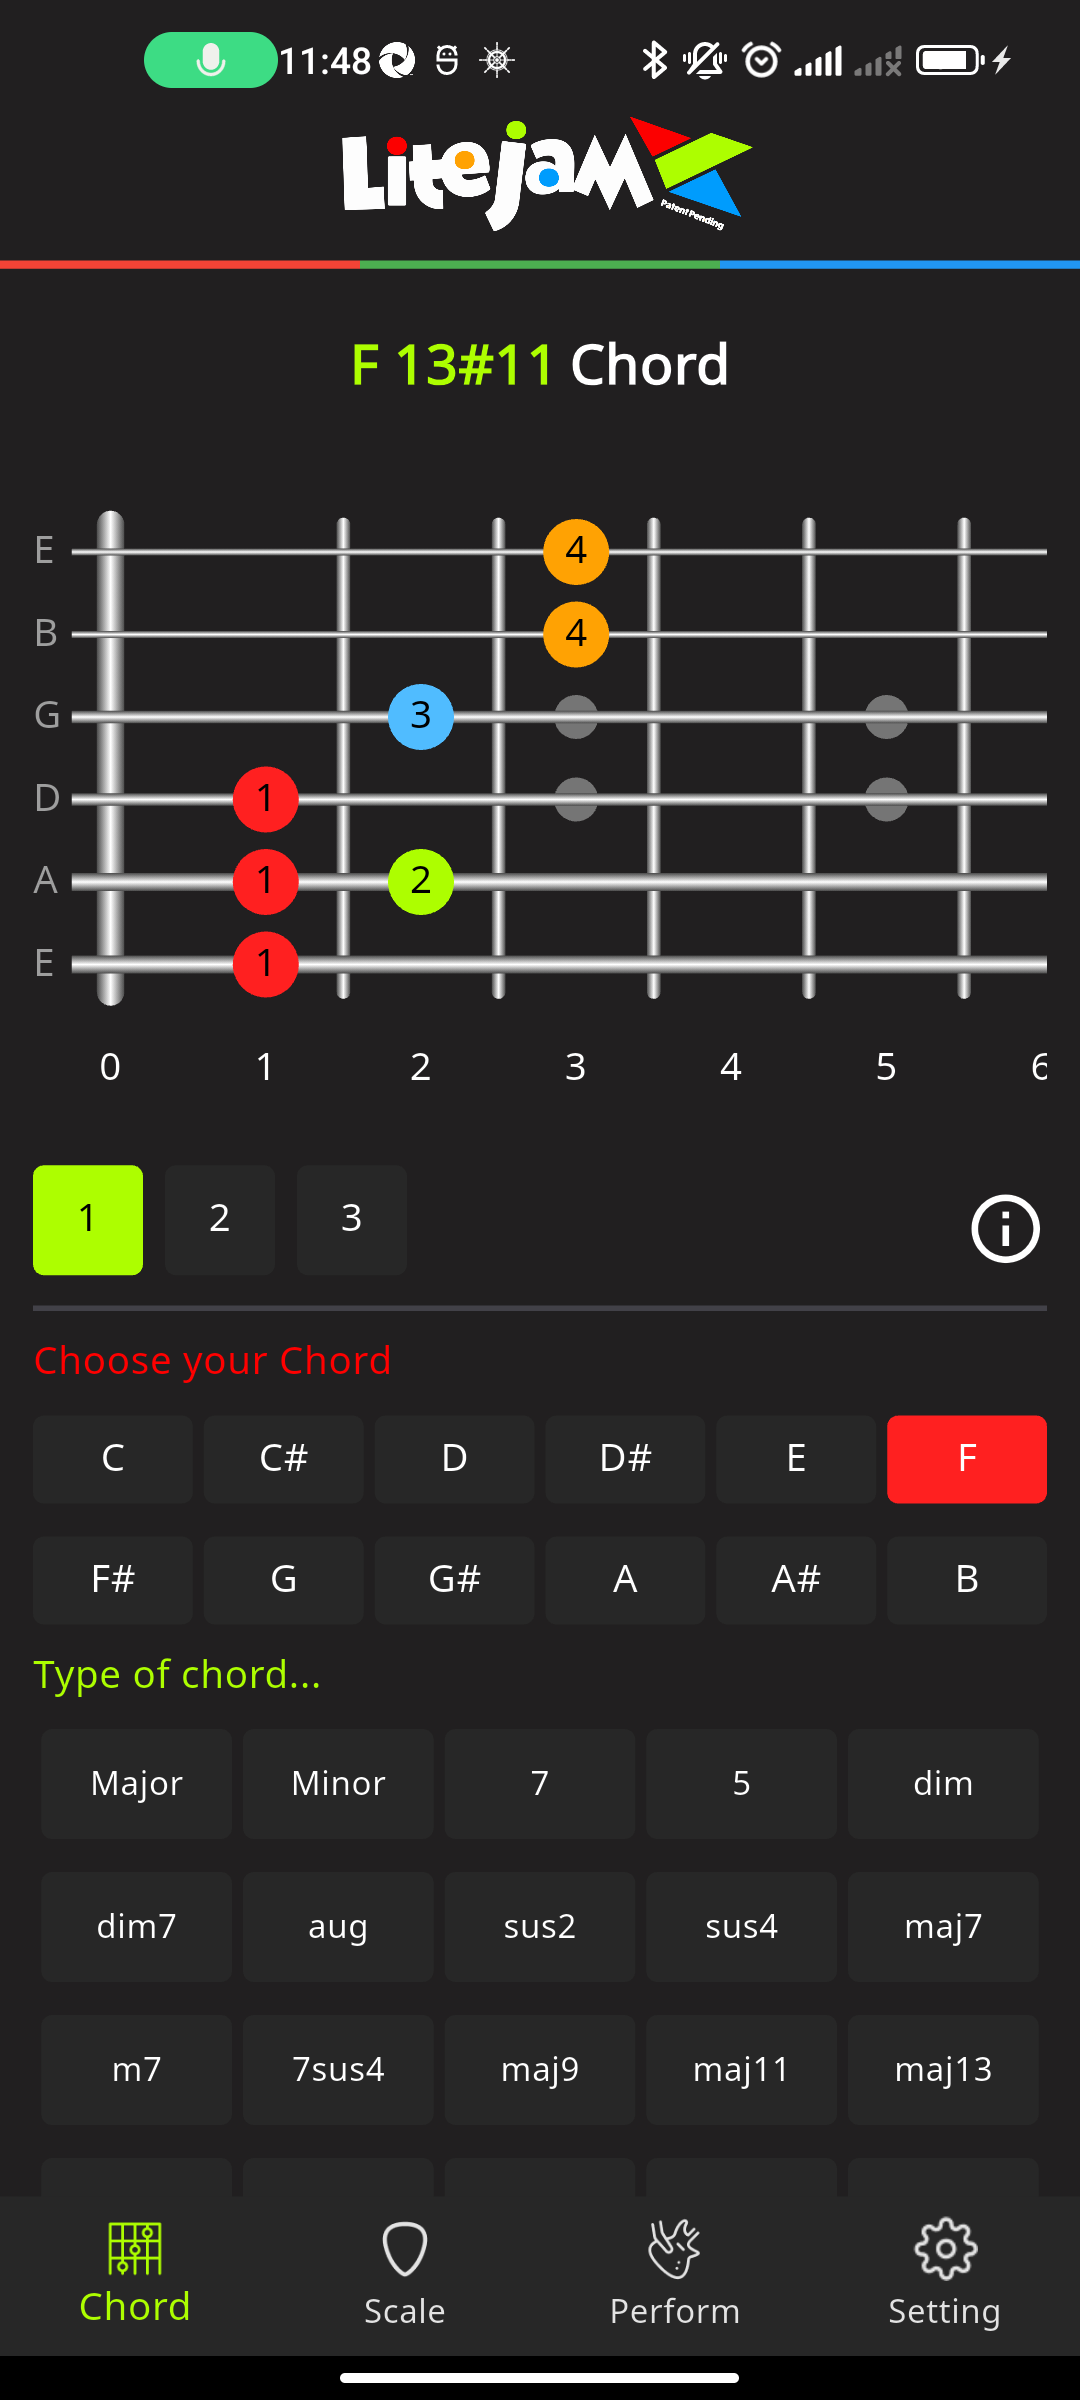 11:48
LiteJam
Patent Pending
F 13#11 Chord
E 4
B 4
G 3
D 1
A 1 2
E 1
0 1 2 3 4 5 6
1 2 3
Choose your Chord
C C# D D# E F
F# G G# A A# B
Type of chord...
Major Minor 7 5 dim
dim7 aug sus2 sus4 maj7
m7 7sus4 maj9 maj11 maj13
Chord Scale Perform Setting